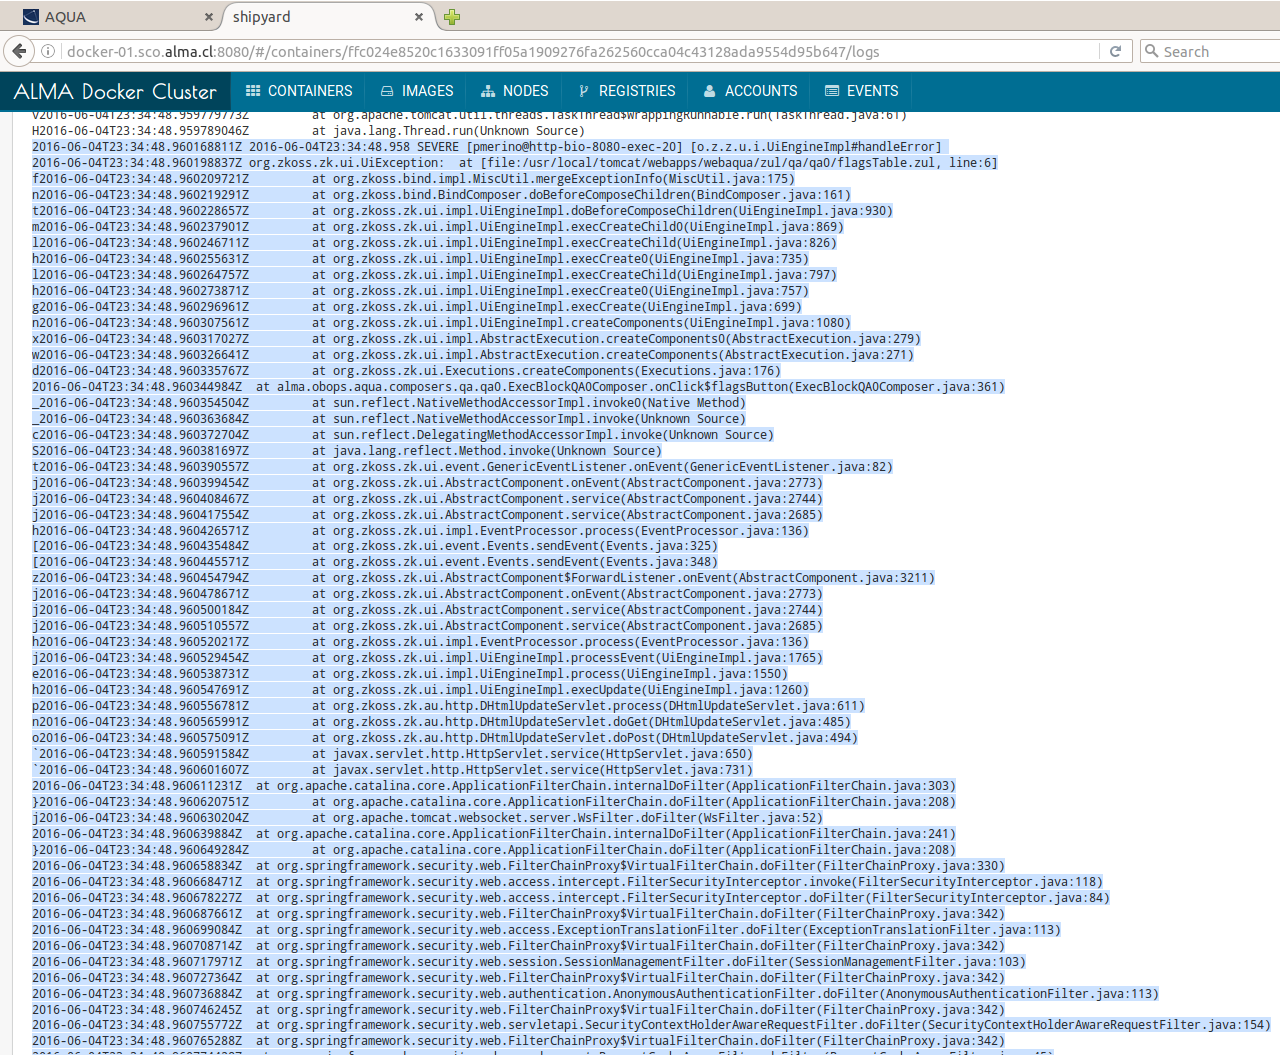 AQUA
shipyard
docker-01.sco.alma.cl:8080/#/containers/ffc024e8520c1633091ff05a1909276fa262560cca04c43128ada9554d95b647/logs
Search
ALMA Docker Cluster CONTAINERS IMAGES NODES REGISTRIES ACCOUNTS EVENTS
v2016-06-04T23:34:48.959779773Z at org.apache.tomcat.util.threads.TaskThread$WrappingRunnable.run(TaskThread.java:61)
H2016-06-04T23:34:48.959789046Z at java.lang.Thread.run(Unknown Source)
2016-06-04T23:34:48.960168811Z 2016-06-04T23:34:48.958 SEVERE [pmerino@http-bio-8080-exec-20] [o.z.z.u.i.UiEngineImpl#handleError]
2016-06-04T23:34:48.960198837Z org.zkoss.zk.ui.UiException: at [file:/usr/local/tomcat/webapps/webaqua/zul/qa/qa0/flagsTable.zul, line:6]
f2016-06-04T23:34:48.960209721Z at org.zkoss.bind.impl.MiscUtil.mergeExceptionInfo(MiscUtil.java:175)
n2016-06-04T23:34:48.960219291Z at org.zkoss.bind.BindComposer.doBeforeComposeChildren(BindComposer.java:161)
t2016-06-04T23:34:48.960228657Z at org.zkoss.zk.ui.impl.UiEngineImpl.doBeforeComposeChildren(UiEngineImpl.java:930)
m2016-06-04T23:34:48.960237901Z at org.zkoss.zk.ui.impl.UiEngineImpl.execCreateChild0(UiEngineImpl.java:869)
l2016-06-04T23:34:48.960246711Z at org.zkoss.zk.ui.impl.UiEngineImpl.execCreateChild(UiEngineImpl.java:826)
h2016-06-04T23:34:48.960255631Z at org.zkoss.zk.ui.impl.UiEngineImpl.execCreate0(UiEngineImpl.java:735)
l2016-06-04T23:34:48.960264757Z at org.zkoss.zk.ui.impl.UiEngineImpl.execCreateChild(UiEngineImpl.java:797)
h2016-06-04T23:34:48.960273871Z at org.zkoss.zk.ui.impl.UiEngineImpl.execCreate0(UiEngineImpl.java:757)
g2016-06-04T23:34:48.960296961Z at org.zkoss.zk.ui.impl.UiEngineImpl.execCreate(UiEngineImpl.java:699)
n2016-06-04T23:34:48.960307561Z at org.zkoss.zk.ui.impl.UiEngineImpl.createComponents(UiEngineImpl.java:1080)
x2016-06-04T23:34:48.960317027Z at org.zkoss.zk.ui.impl.AbstractExecution.createComponents0(AbstractExecution.java:279)
w2016-06-04T23:34:48.960326641Z at org.zkoss.zk.ui.impl.AbstractExecution.createComponents(AbstractExecution.java:271)
d2016-06-04T23:34:48.960335767Z at org.zkoss.zk.ui.Executions.createComponents(Executions.java:176)
2016-06-04T23:34:48.960344984Z at alma.obops.aqua.composers.qa.qa0.ExecBlockQA0Composer.onClick$flagsButton(ExecBlockQA0Composer.java:361)
_2016-06-04T23:34:48.960354504Z at sun.reflect.NativeMethodAccessorImpl.invoke0(Native Method)
_2016-06-04T23:34:48.960363684Z at sun.reflect.NativeMethodAccessorImpl.invoke(Unknown Source)
c2016-06-04T23:34:48.960372704Z at sun.reflect.DelegatingMethodAccessorImpl.invoke(Unknown Source)
S2016-06-04T23:34:48.960381697Z at java.lang.reflect.Method.invoke(Unknown Source)
t2016-06-04T23:34:48.960390557Z at org.zkoss.zk.ui.event.GenericEventListener.onEvent(GenericEventListener.java:82)
j2016-06-04T23:34:48.960399454Z at org.zkoss.zk.ui.AbstractComponent.onEvent(AbstractComponent.java:2773)
j2016-06-04T23:34:48.960408467Z at org.zkoss.zk.ui.AbstractComponent.service(AbstractComponent.java:2744)
j2016-06-04T23:34:48.960417554Z at org.zkoss.zk.ui.AbstractComponent.service(AbstractComponent.java:2685)
h2016-06-04T23:34:48.960426571Z at org.zkoss.zk.ui.impl.EventProcessor.process(EventProcessor.java:136)
[2016-06-04T23:34:48.960435484Z at org.zkoss.zk.ui.event.Events.sendEvent(Events.java:325)
[2016-06-04T23:34:48.960445571Z at org.zkoss.zk.ui.event.Events.sendEvent(Events.java:348)
z2016-06-04T23:34:48.960454794Z at org.zkoss.zk.ui.AbstractComponent$ForwardListener.onEvent(AbstractComponent.java:3211)
j2016-06-04T23:34:48.960478671Z at org.zkoss.zk.ui.AbstractComponent.onEvent(AbstractComponent.java:2773)
j2016-06-04T23:34:48.960500184Z at org.zkoss.zk.ui.AbstractComponent.service(AbstractComponent.java:2744)
j2016-06-04T23:34:48.960510557Z at org.zkoss.zk.ui.AbstractComponent.service(AbstractComponent.java:2685)
h2016-06-04T23:34:48.960520217Z at org.zkoss.zk.ui.impl.EventProcessor.process(EventProcessor.java:136)
j2016-06-04T23:34:48.960529454Z at org.zkoss.zk.ui.impl.UiEngineImpl.processEvent(UiEngineImpl.java:1765)
e2016-06-04T23:34:48.960538731Z at org.zkoss.zk.ui.impl.UiEngineImpl.process(UiEngineImpl.java:1550)
h2016-06-04T23:34:48.960547691Z at org.zkoss.zk.ui.impl.UiEngineImpl.execUpdate(UiEngineImpl.java:1260)
p2016-06-04T23:34:48.960556781Z at org.zkoss.zk.au.http.DHtmlUpdateServlet.process(DHtmlUpdateServlet.java:611)
n2016-06-04T23:34:48.960565991Z at org.zkoss.zk.au.http.DHtmlUpdateServlet.doGet(DHtmlUpdateServlet.java:485)
o2016-06-04T23:34:48.960575091Z at org.zkoss.zk.au.http.DHtmlUpdateServlet.doPost(DHtmlUpdateServlet.java:494)
`2016-06-04T23:34:48.960591584Z at javax.servlet.http.HttpServlet.service(HttpServlet.java:650)
`2016-06-04T23:34:48.960601607Z at javax.servlet.http.HttpServlet.service(HttpServlet.java:731)
2016-06-04T23:34:48.960611231Z at org.apache.catalina.core.ApplicationFilterChain.internalDoFilter(ApplicationFilterChain.java:303)
}2016-06-04T23:34:48.960620751Z at org.apache.catalina.core.ApplicationFilterChain.doFilter(ApplicationFilterChain.java:208)
j2016-06-04T23:34:48.960630204Z at org.apache.tomcat.websocket.server.WsFilter.doFilter(WsFilter.java:52)
2016-06-04T23:34:48.960639884Z at org.apache.catalina.core.ApplicationFilterChain.internalDoFilter(ApplicationFilterChain.java:241)
}2016-06-04T23:34:48.960649284Z at org.apache.catalina.core.ApplicationFilterChain.doFilter(ApplicationFilterChain.java:208)
2016-06-04T23:34:48.960658834Z at org.springframework.security.web.FilterChainProxy$VirtualFilterChain.doFilter(FilterChainProxy.java:330)
2016-06-04T23:34:48.960668471Z at org.springframework.security.web.access.intercept.FilterSecurityInterceptor.invoke(FilterSecurityInterceptor.java:118)
2016-06-04T23:34:48.960678227Z at org.springframework.security.web.access.intercept.FilterSecurityInterceptor.doFilter(FilterSecurityInterceptor.java:84)
2016-06-04T23:34:48.960687661Z at org.springframework.security.web.FilterChainProxy$VirtualFilterChain.doFilter(FilterChainProxy.java:342)
2016-06-04T23:34:48.960699084Z at org.springframework.security.web.access.ExceptionTranslationFilter.doFilter(ExceptionTranslationFilter.java:113)
2016-06-04T23:34:48.960708714Z at org.springframework.security.web.FilterChainProxy$VirtualFilterChain.doFilter(FilterChainProxy.java:342)
2016-06-04T23:34:48.960717971Z at org.springframework.security.web.session.SessionManagementFilter.doFilter(SessionManagementFilter.java:103)
2016-06-04T23:34:48.960727364Z at org.springframework.security.web.FilterChainProxy$VirtualFilterChain.doFilter(FilterChainProxy.java:342)
2016-06-04T23:34:48.960736884Z at org.springframework.security.web.authentication.AnonymousAuthenticationFilter.doFilter(AnonymousAuthenticationFilter.java:113)
2016-06-04T23:34:48.960746245Z at org.springframework.security.web.FilterChainProxy$VirtualFilterChain.doFilter(FilterChainProxy.java:342)
2016-06-04T23:34:48.960755772Z at org.springframework.security.web.servletapi.SecurityContextHolderAwareRequestFilter.doFilter(SecurityContextHolderAwareRequestFilter.java:154)
2016-06-04T23:34:48.960765288Z at org.springframework.security.web.FilterChainProxy$VirtualFilterChain.doFilter(FilterChainProxy.java:342)